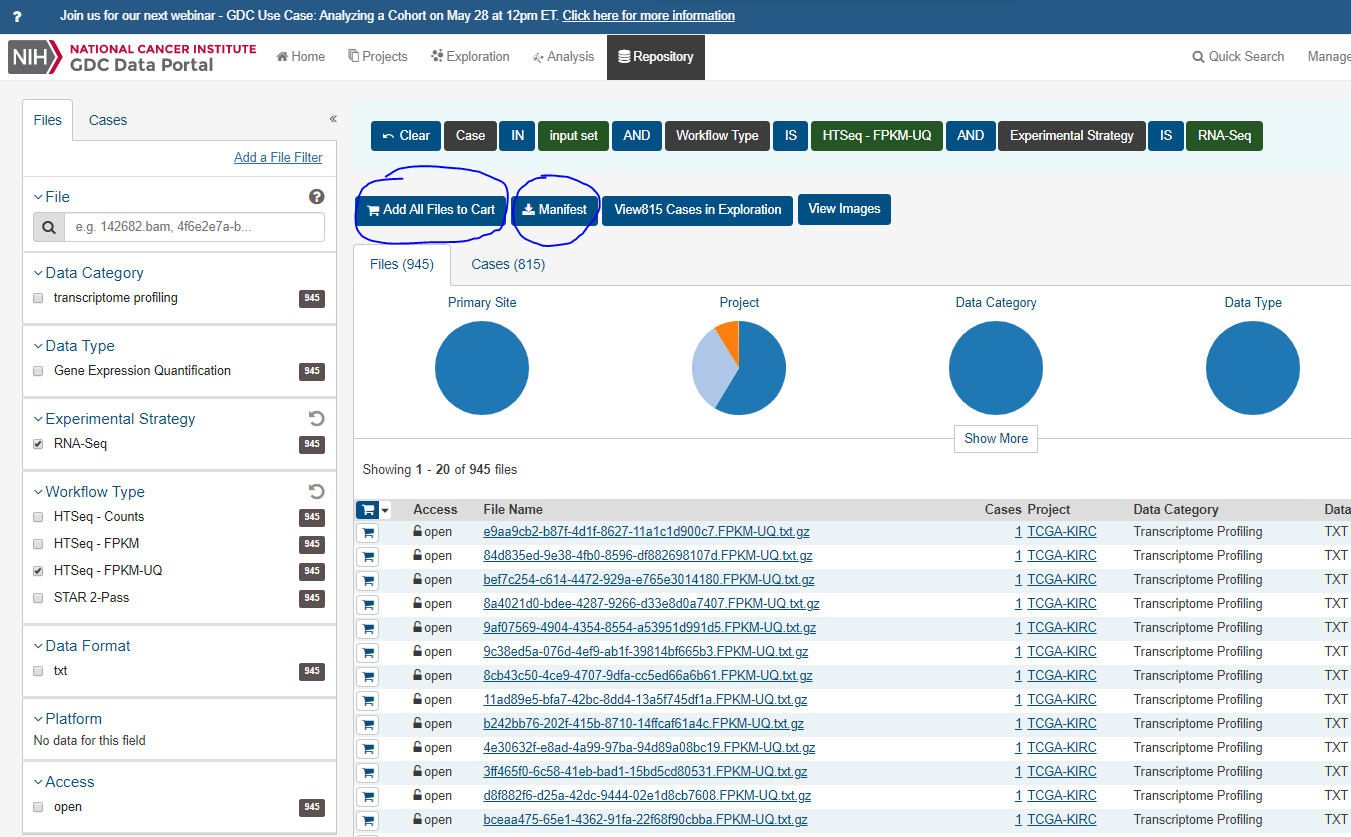 ? Join us for our next webinar - GDC Use Case: Analyzing a Cohort on May 28 at 12pm ET. Click here for more information
NIH NATIONAL CANCER INSTITUTE
GDC Data Portal
Home Projects Exploration Analysis Repository Quick Search Manage
Files Cases «
Add a File Filter
File ?
e.g. 142682.bam, 4f6e2e7a-b...
Data Category
transcriptome profiling 945
Data Type
Gene Expression Quantification 945
Experimental Strategy
RNA-Seq 945
Workflow Type
HTSeq - Counts 945
HTSeq - FPKM 945
HTSeq - FPKM-UQ 945
STAR 2-Pass 945
Data Format
txt 945
Platform
No data for this field
Access
open 945
Clear Case IN input set AND Workflow Type IS HTSeq - FPKM-UQ AND Experimental Strategy IS RNA-Seq
Add All Files to Cart Manifest View815 Cases in Exploration View Images
Files (945) Cases (815)
Primary Site Project Data Category Data Type
Show More
Showing 1 - 20 of 945 files
Access File Name Cases Project Data Category Data
open e9aa9cb2-b87f-4d1f-8627-11a1c1d900c7.FPKM-UQ.txt.gz 1 TCGA-KIRC Transcriptome Profiling TXT
open 84d835ed-9e38-4fb0-8596-df882698107d.FPKM-UQ.txt.gz 1 TCGA-KIRC Transcriptome Profiling TXT
open bef7c254-c614-4472-929a-e765e3014180.FPKM-UQ.txt.gz 1 TCGA-KIRC Transcriptome Profiling TXT
open 8a4021d0-bdee-4287-9266-d33e8d0a7407.FPKM-UQ.txt.gz 1 TCGA-KIRC Transcriptome Profiling TXT
open 9af07569-4904-4354-8554-a53951d991d5.FPKM-UQ.txt.gz 1 TCGA-KIRC Transcriptome Profiling TXT
open 9c38ed5a-076d-4ef9-ab1f-39814bf665b3.FPKM-UQ.txt.gz 1 TCGA-KIRC Transcriptome Profiling TXT
open 8cb43c50-4ce9-4707-9dfa-cc5ed66a6b61.FPKM-UQ.txt.gz 1 TCGA-KIRC Transcriptome Profiling TXT
open 11ad89e5-bfa7-42bc-8dd4-13a5f745df1a.FPKM-UQ.txt.gz 1 TCGA-KIRC Transcriptome Profiling TXT
open b242bb76-202f-415b-8710-14ffcaf61a4c.FPKM-UQ.txt.gz 1 TCGA-KIRC Transcriptome Profiling TXT
open 4e30632f-e8ad-4a99-97ba-94d89a08bc19.FPKM-UQ.txt.gz 1 TCGA-KIRC Transcriptome Profiling TXT
open 3ff465f0-6c58-41eb-bad1-15bd5cd80531.FPKM-UQ.txt.gz 1 TCGA-KIRC Transcriptome Profiling TXT
open d8f882f6-d25a-42dc-9444-02e1d8cb7608.FPKM-UQ.txt.gz 1 TCGA-KIRC Transcriptome Profiling TXT
open bceaa475-65e1-4362-91fa-22f68f90cbba.FPKM-UQ.txt.gz 1 TCGA-KIRC Transcriptome Profiling TXT